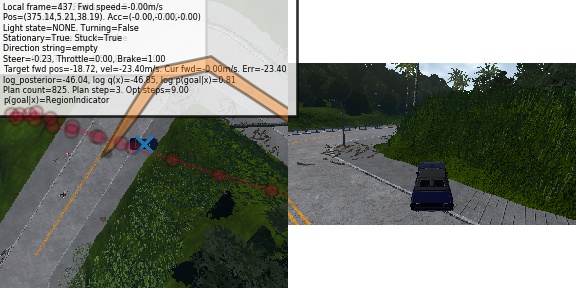 Local frame=437. Fwd speed=-0.00m/s
Pos=(375.14,5.21,38.19). Acc=(-0.00,-0.00,-0.00)
Light state=NONE. Turning=False
Stationary=True. Stuck=True
Direction string=empty
Steer=-0.23, Throttle=0.00, Brake=1.00
Target fwd pos=-18.72, vel=-23.40m/s. Cur fwd=-0.00m/s. Err=-23.40
log_posterior=-46.04, log q(x)=-46.85, log p(goal|x)=0.81
Plan count=825. Plan step=3. Opt steps=9.00
p(goal|x)=RegionIndicator